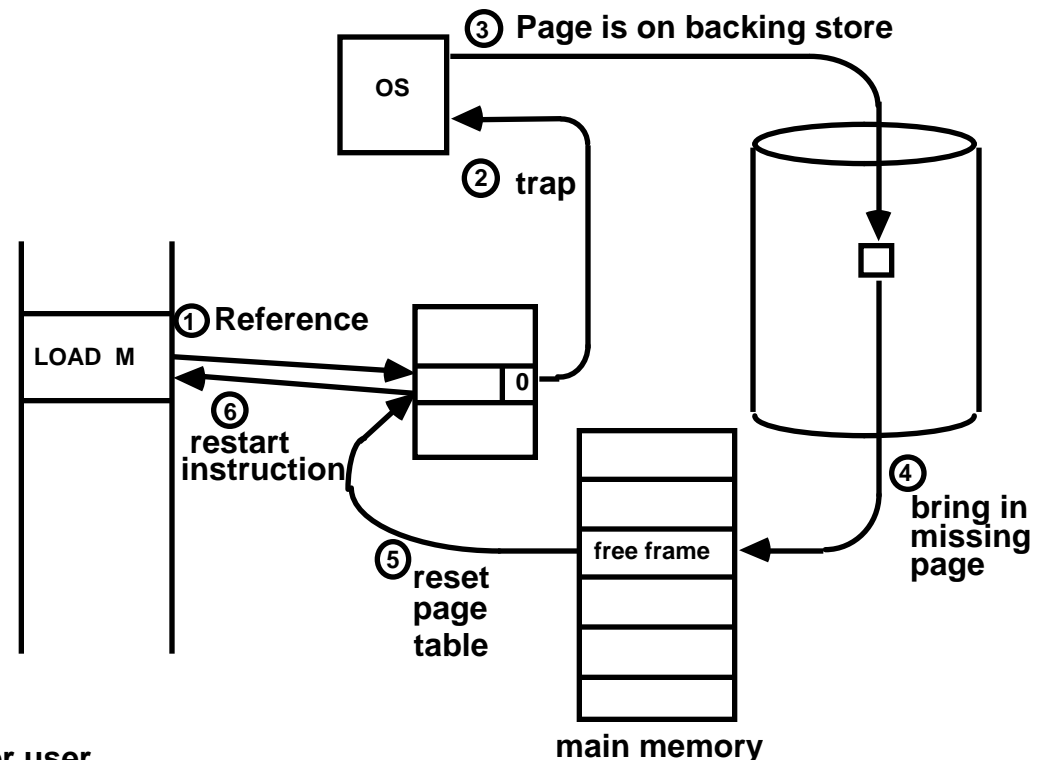 3 Page is on backing store
OS
2 trap
1 Reference
LOAD M
0
6
restart
instruction
4
bring in
missing
page
free frame
5 reset
page
table
main memory
r user